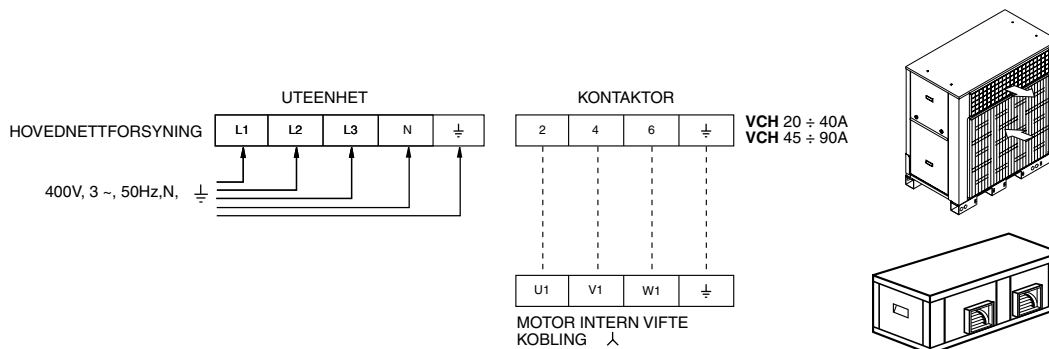 UTEENHET
KONTAKTOR
HOVEDNETTFORSYNING
L1 L2 L3 N ⏚
2 4 6 ⏚
VCH 20 ÷ 40A
VCH 45 ÷ 90A
400V, 3 ~, 50Hz,N, ⏚
U1 V1 W1 ⏚
MOTOR INTERN VIFTE
KOBLING ⅄